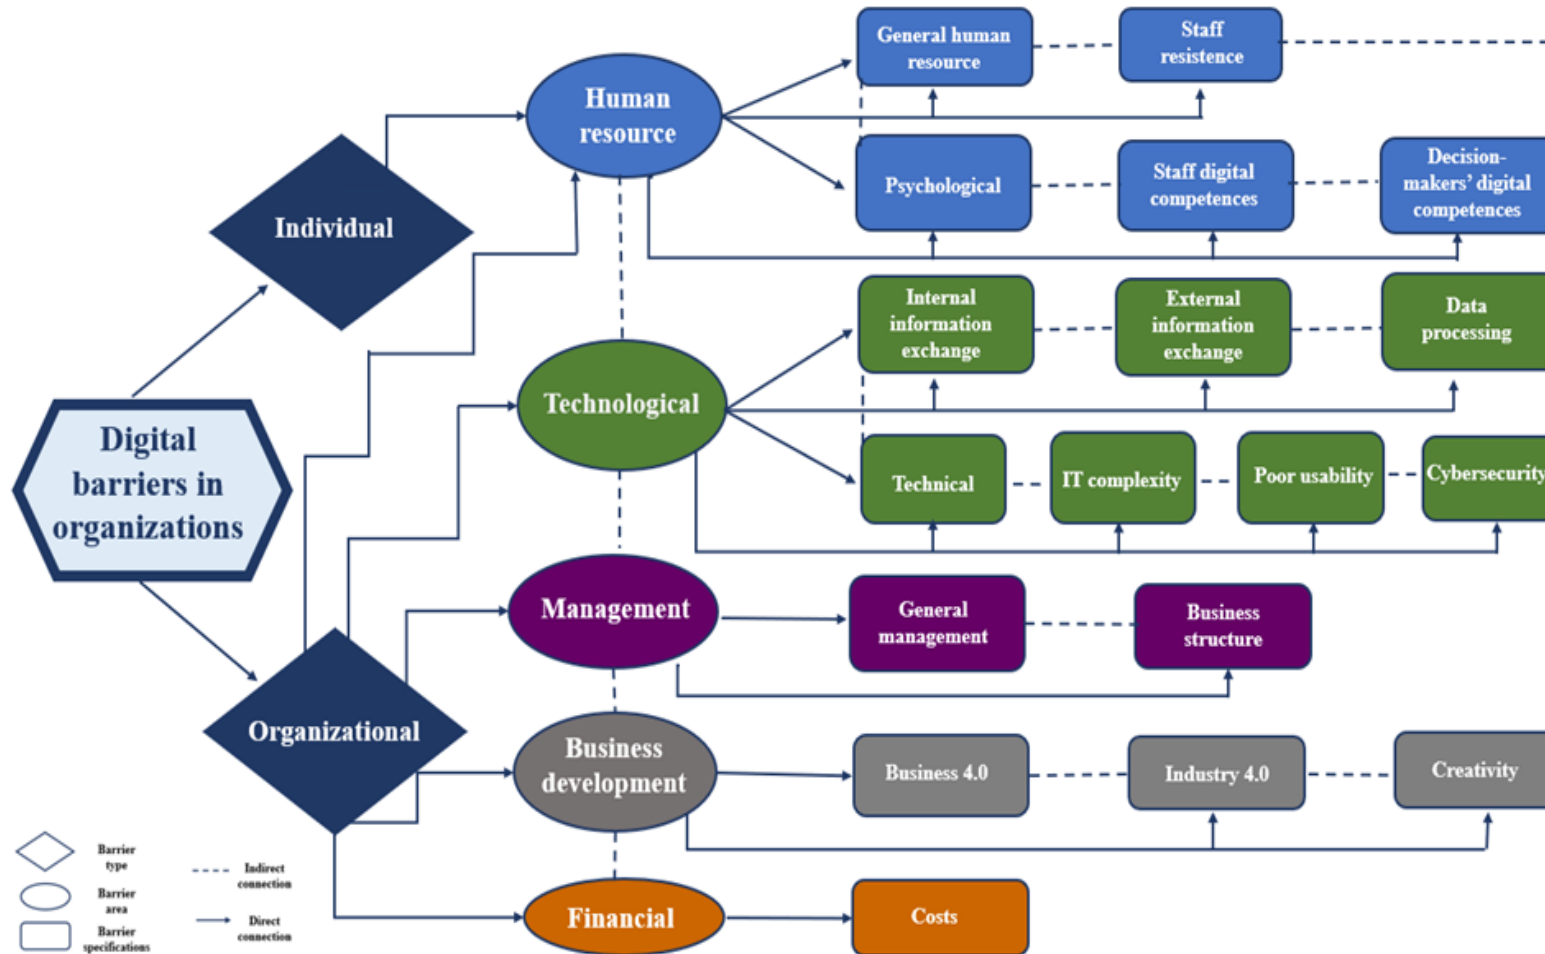 General human
resource
Staff
resistence
Human
resource
Psychological
Staff digital
competences
Decision-
makers’ digital
competences
Individual
Internal
information
exchange
External
information
exchange
Data
processing
Technological
Digital
barriers in
organizations
Technical
IT complexity
Poor usability
Cybersecurity
Management
General
management
Business
structure
Organizational
Business
development
Business 4.0
Industry 4.0
Creativity
Financial
Costs
Barrier
type
Barrier
area
Barrier
specifications
Indirect
connection
Direct
connection